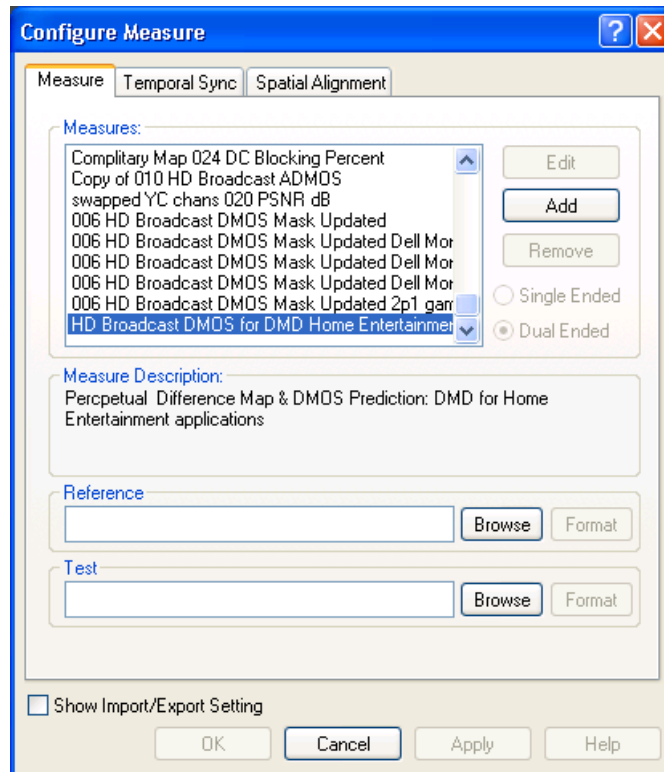 Configure Measure
Measure
Temporal Sync
Spatial Alignment
Measures:
Complitary Map 024 DC Blocking Percent
Copy of 010 HD Broadcast ADMOS
swapped YC chans 020 PSNR dB
006 HD Broadcast DMOS Mask Updated
006 HD Broadcast DMOS Mask Updated Dell Mor
006 HD Broadcast DMOS Mask Updated Dell Mor
006 HD Broadcast DMOS Mask Updated Dell Mor
006 HD Broadcast DMOS Mask Updated 2p1 gam
HD Broadcast DMOS for DMD Home Entertainmer
Edit
Add
Remove
Single Ended
Dual Ended
Measure Description:
Percpetual Difference Map & DMOS Prediction: DMD for Home
Entertainment applications
Reference
Browse
Format
Test
Browse
Format
Show Import/Export Setting
OK
Cancel
Apply
Help